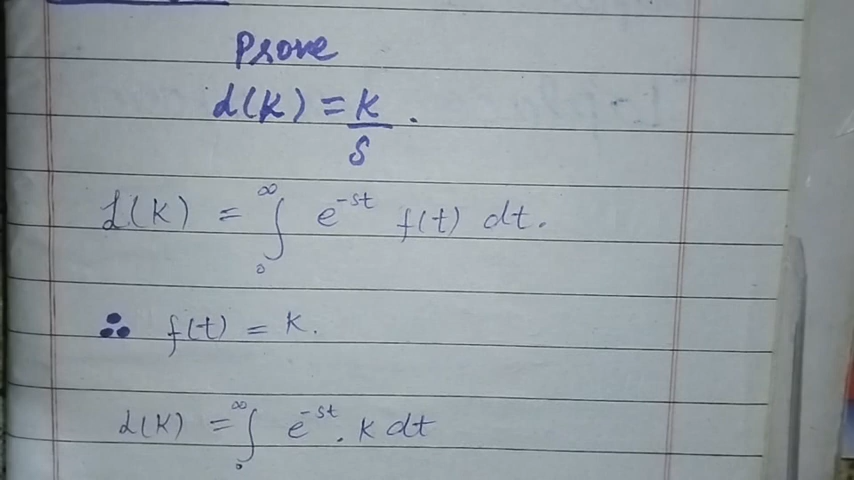 Prove
L(K) = K/S .
L(K) = ∫₀^∞ e^-st f(t) dt.
∴ f(t) = K.
L(K) = ∫₀^∞ e^-st . K dt